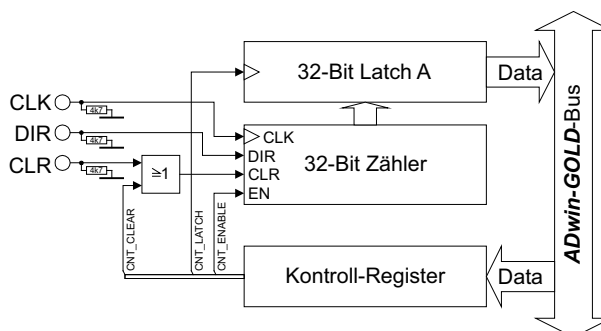 32-Bit Latch A
Data
CLK
4k7
DIR
4k7
CLR
4k7
≥1
CLK
DIR
CLR
EN
32-Bit Zähler
CNT_CLEAR
CNT_LATCH
CNT_ENABLE
Kontroll-Register
Data
ADwin-GOLD-Bus